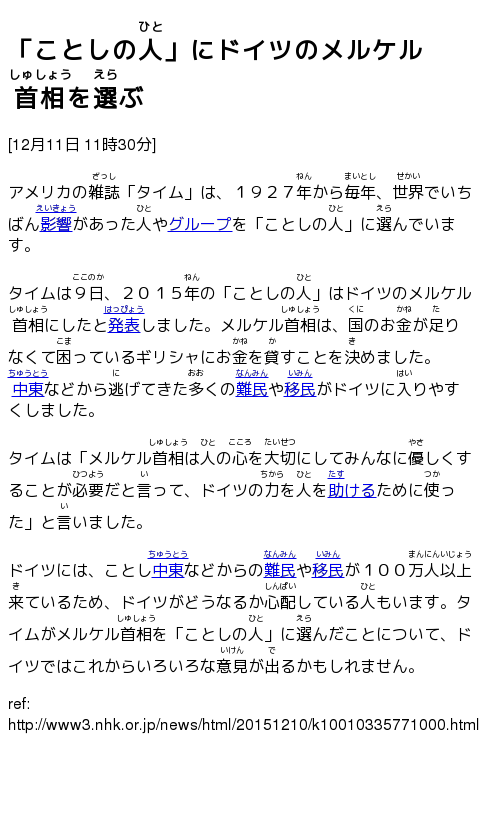 「ことしの人」にドイツのメルケル
首相を選ぶ
[12月11日 11時30分]
アメリカの雑誌「タイム」は、１９２７年から毎年、世界でいち
ばん影響があった人やグループを「ことしの人」に選んでいま
す。
タイムは９日、２０１５年の「ことしの人」はドイツのメルケル
首相にしたと発表しました。メルケル首相は、国のお金が足り
なくて困っているギリシャにお金を貸すことを決めました。
中東などから逃げてきた多くの難民や移民がドイツに入りやす
くしました。
タイムは「メルケル首相は人の心を大切にしてみんなに優しくす
ることが必要だと言って、ドイツの力を人を助けるために使っ
た」と言いました。
ドイツには、ことし中東などからの難民や移民が１００万人以上
来ているため、ドイツがどうなるか心配している人もいます。タ
イムがメルケル首相を「ことしの人」に選んだことについて、ド
イツではこれからいろいろな意見が出るかもしれません。
ref:
http://www3.nhk.or.jp/news/html/20151210/k10010335771000.html